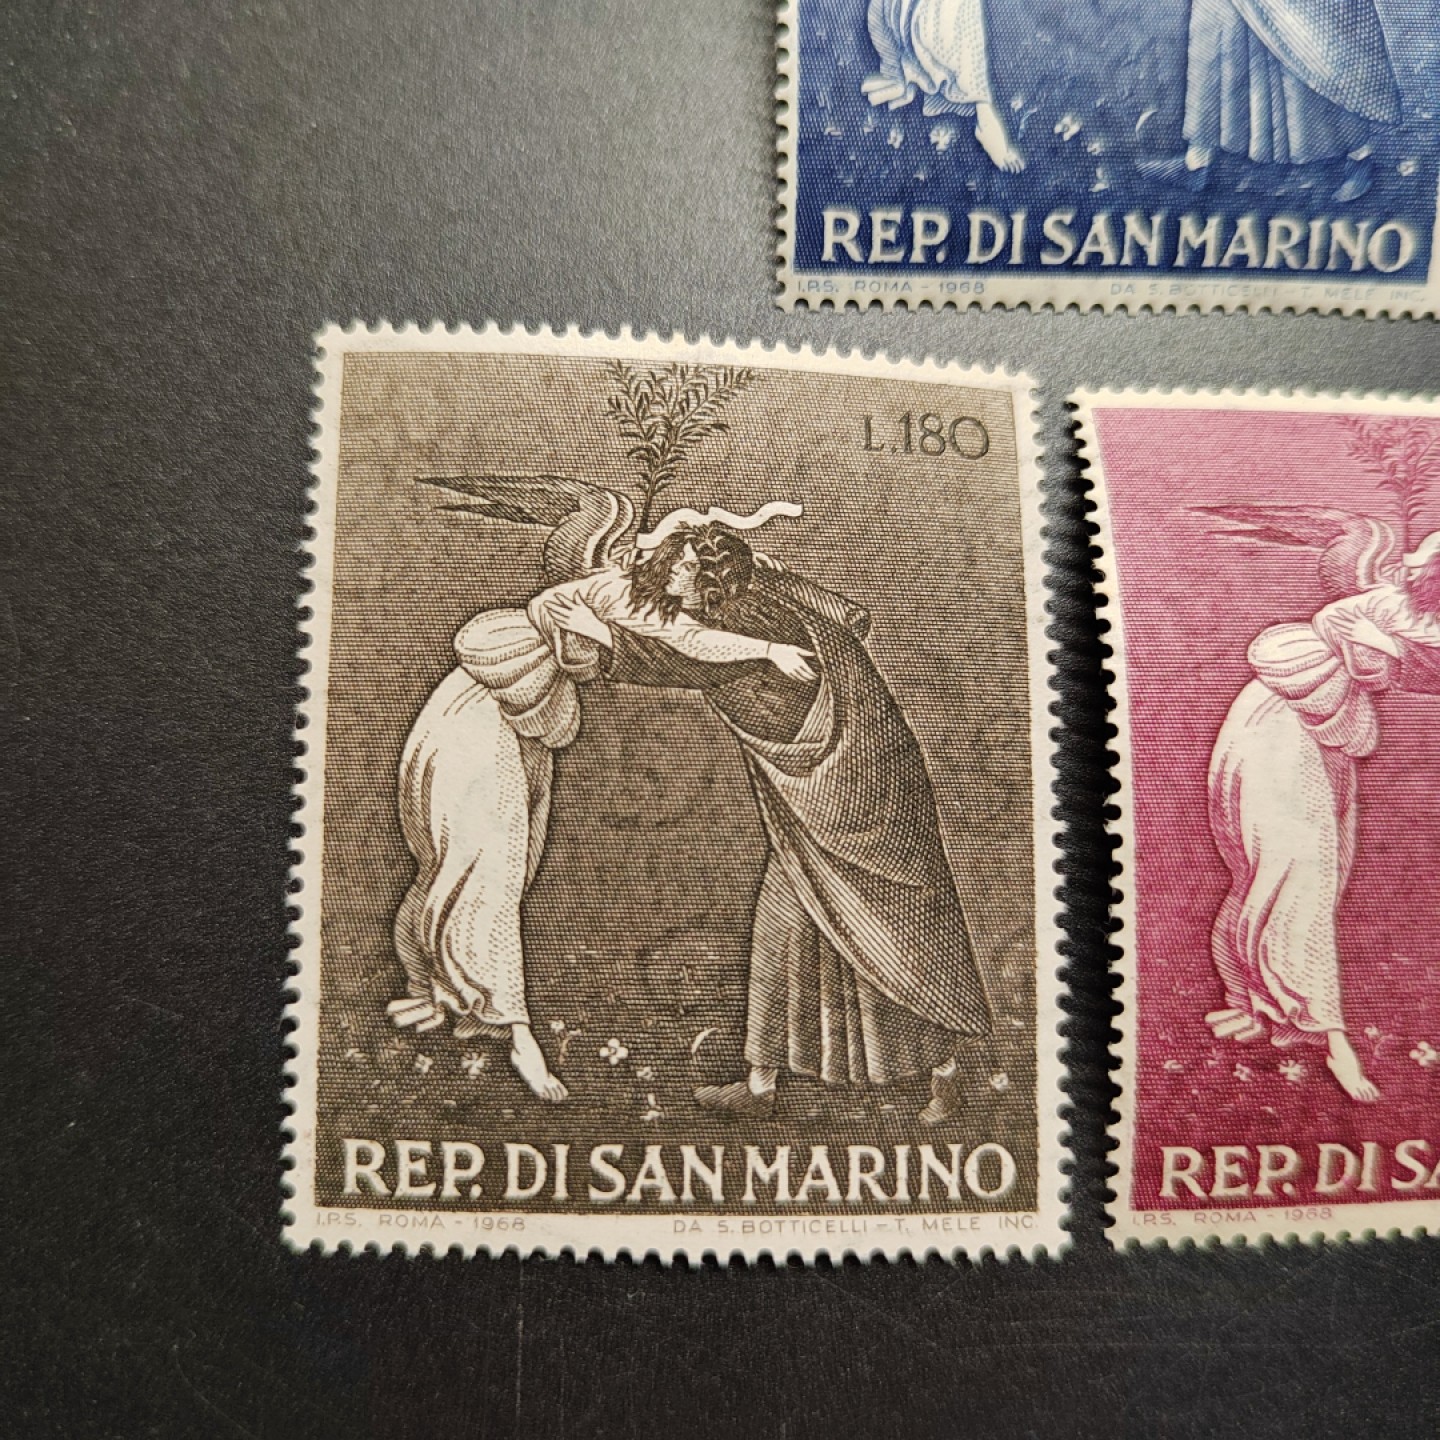 REP. DI SAN MARINO
I.P.S. ROMA - 1968 DA S. BOTTICELLI - T. MELE INC.
L.180
REP. DI SAN MARINO
I.P.S. ROMA - 1968 DA S. BOTTICELLI - T. MELE INC.
REP. DI SA
I.P.S. ROMA - 1968